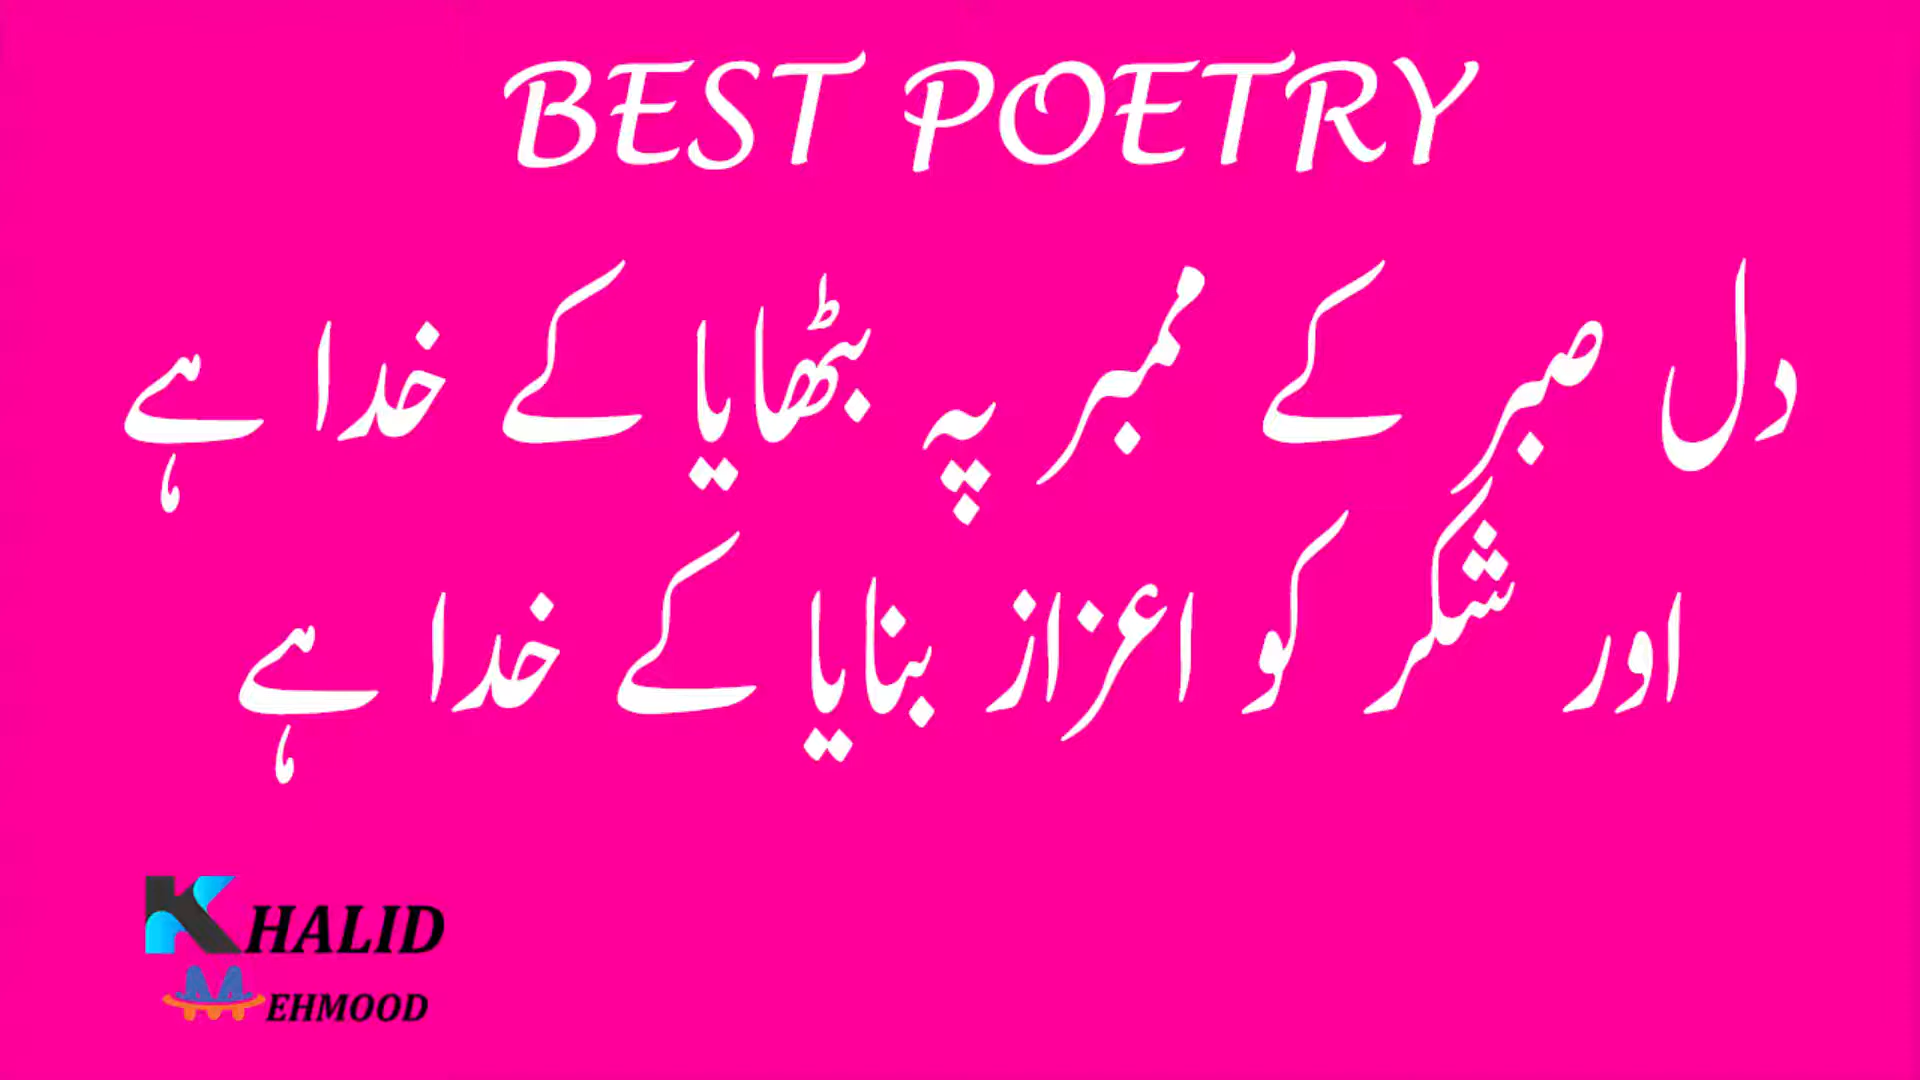 BEST POETRY
دل صبر کے ممبر پہ بٹھایا کے خدا ہے
اور شکر کو اعزاز بنایا کے خدا ہے
KHALID
MEHMOOD